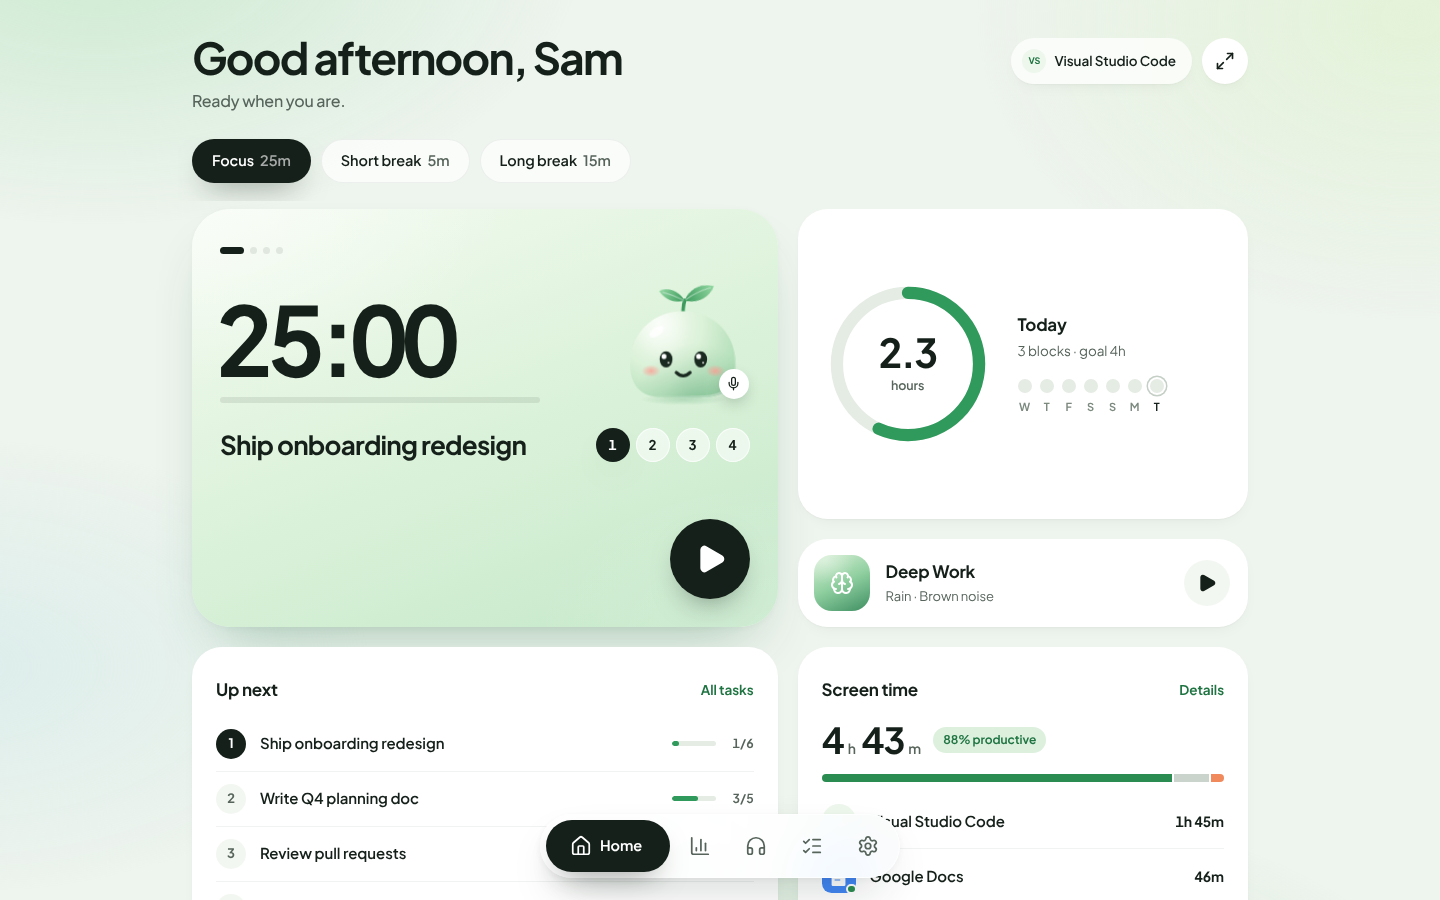 Good afternoon, Sam
Ready when you are.
VS Visual Studio Code
Focus 25m
Short break 5m
Long break 15m
25:00
Ship onboarding redesign
1 2 3 4
2.3
hours
Today
3 blocks · goal 4h
W T F S S M T
Deep Work
Rain · Brown noise
Up next
All tasks
1 Ship onboarding redesign 1/6
2 Write Q4 planning doc 3/5
3 Review pull requests
Screen time
Details
4 h 43 m
88% productive
Visual Studio Code 1h 45m
Google Docs 46m
Home